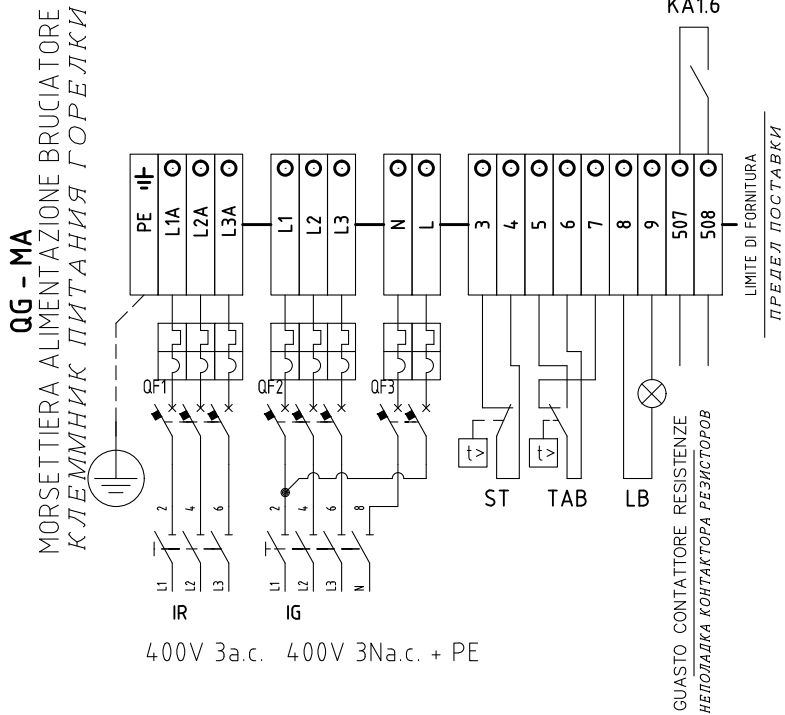 KA1.6
QG - MA
MORSETTIERA ALIMENTAZIONE BRUCIATORE
КЛЕММНИК ПИТАНИЯ ГОРЕЛКИ
PE L1A L2A L3A L1 L2 L3 N L 3 4 5 6 7 8 9 507 508
LIMITE DI FORNITURA
ПРЕДЕЛ ПОСТАВКИ
QF1 QF2 QF3
t> t>
ST TAB LB
2 4 6 2 4 6 8
L1 L2 L3 L1 L2 L3 N
IR IG
400V 3a.c. 400V 3Na.c. + PE
GUASTO CONTATTORE RESISTENZE
НЕПОЛАДКА КОНТАКТОРА РЕЗИСТОРОВ